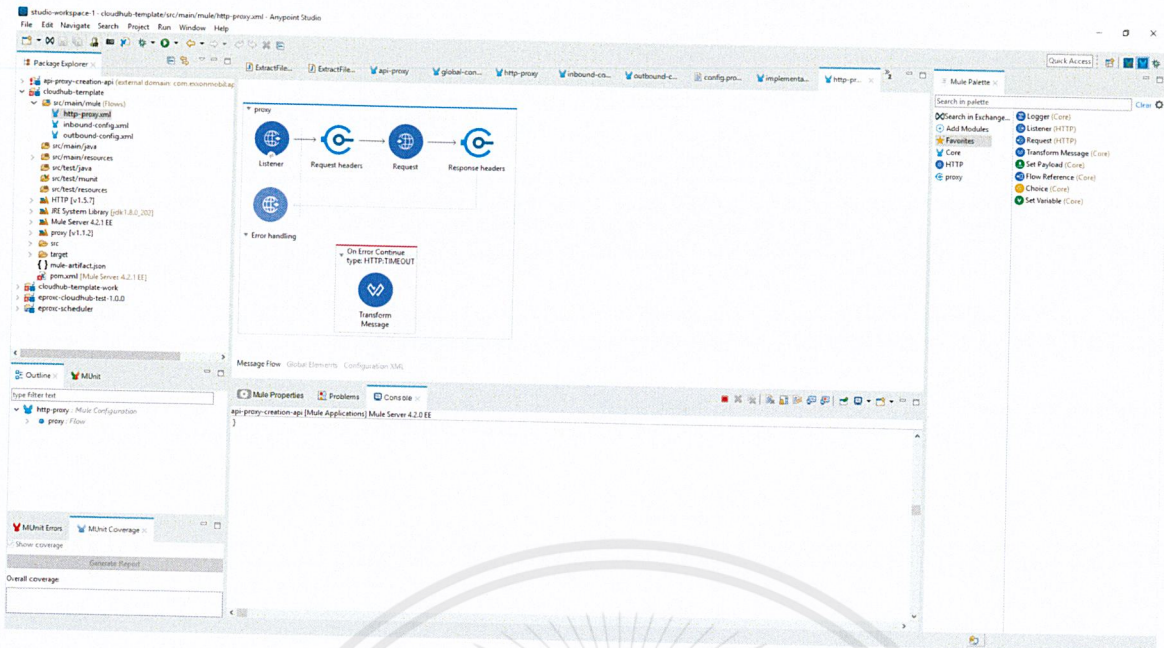 studio-workspace-1 - cloudhub-template/src/main/mule/http-proxy.xml - Anypoint Studio
File Edit Navigate Search Project Run Window Help
Quick Access
Package Explorer
api-proxy-creation-api (external domain: com.exxonmobil.ap
cloudhub-template
src/main/mule (Flows)
http-proxy.xml
inbound-config.xml
outbound-config.xml
src/main/java
src/main/resources
src/test/java
src/test/munit
src/test/resources
HTTP [v1.5.7]
JRE System Library [jdk1.8.0_202]
Mule Server 4.2.1 EE
proxy [v1.1.2]
src
target
mule-artifact.json
pom.xml [Mule Server 4.2.1 EE]
cloudhub-template-work
eproxc-cloudhub-test-1.0.0
eproxc-scheduler
Outline
MUnit
type filter text
http-proxy : Mule Configuration
proxy : Flow
MUnit Errors
MUnit Coverage
Show coverage
Generate Report
Overall coverage
ExtractFile...
ExtractFile...
api-proxy
global-con...
http-proxy
inbound-co...
outbound-c...
config.pro...
implementa...
http-pr...
proxy
Listener
Request headers
Request
Response headers
Error handling
On Error Continue
type: HTTP:TIMEOUT
Transform
Message
Message Flow Global Elements Configuration XML
Mule Properties
Problems
Console
api-proxy-creation-api [Mule Applications] Mule Server 4.2.0 EE
}
Mule Palette
Search in palette
Clear
Search in Exchange...
Add Modules
Favorites
Core
HTTP
proxy
Logger (Core)
Listener (HTTP)
Request (HTTP)
Transform Message (Core)
Set Payload (Core)
Flow Reference (Core)
Choice (Core)
Set Variable (Core)